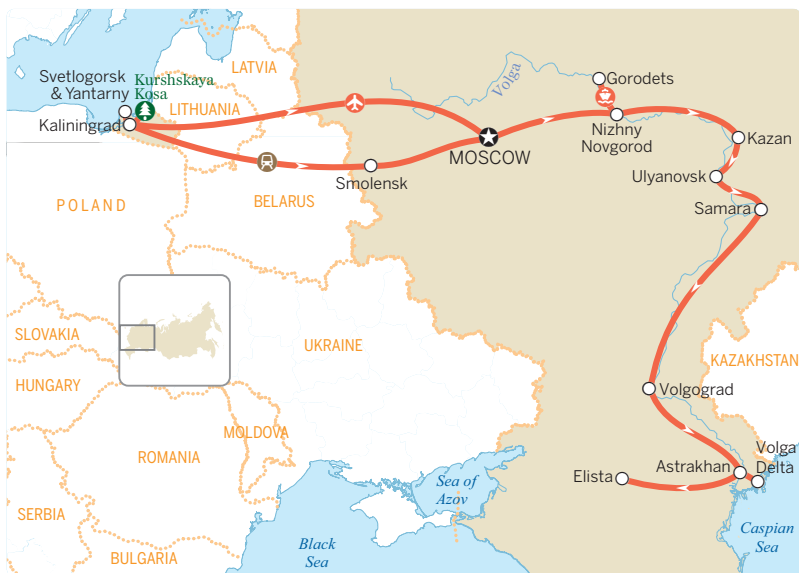 LATVIA
Svetlogorsk
& Yantarny
Kurshskaya
Kosa
LITHUANIA
Kaliningrad
Volga
Gorodets
Nizhny
Novgorod
MOSCOW
Kazan
Smolensk
Ulyanovsk
Samara
POLAND
BELARUS
SLOVAKIA
UKRAINE
KAZAKHSTAN
HUNGARY
Volgograd
MOLDOVA
ROMANIA
Volga
Delta
Astrakhan
Elista
Sea of
Azov
SERBIA
Caspian
Sea
Black
Sea
BULGARIA